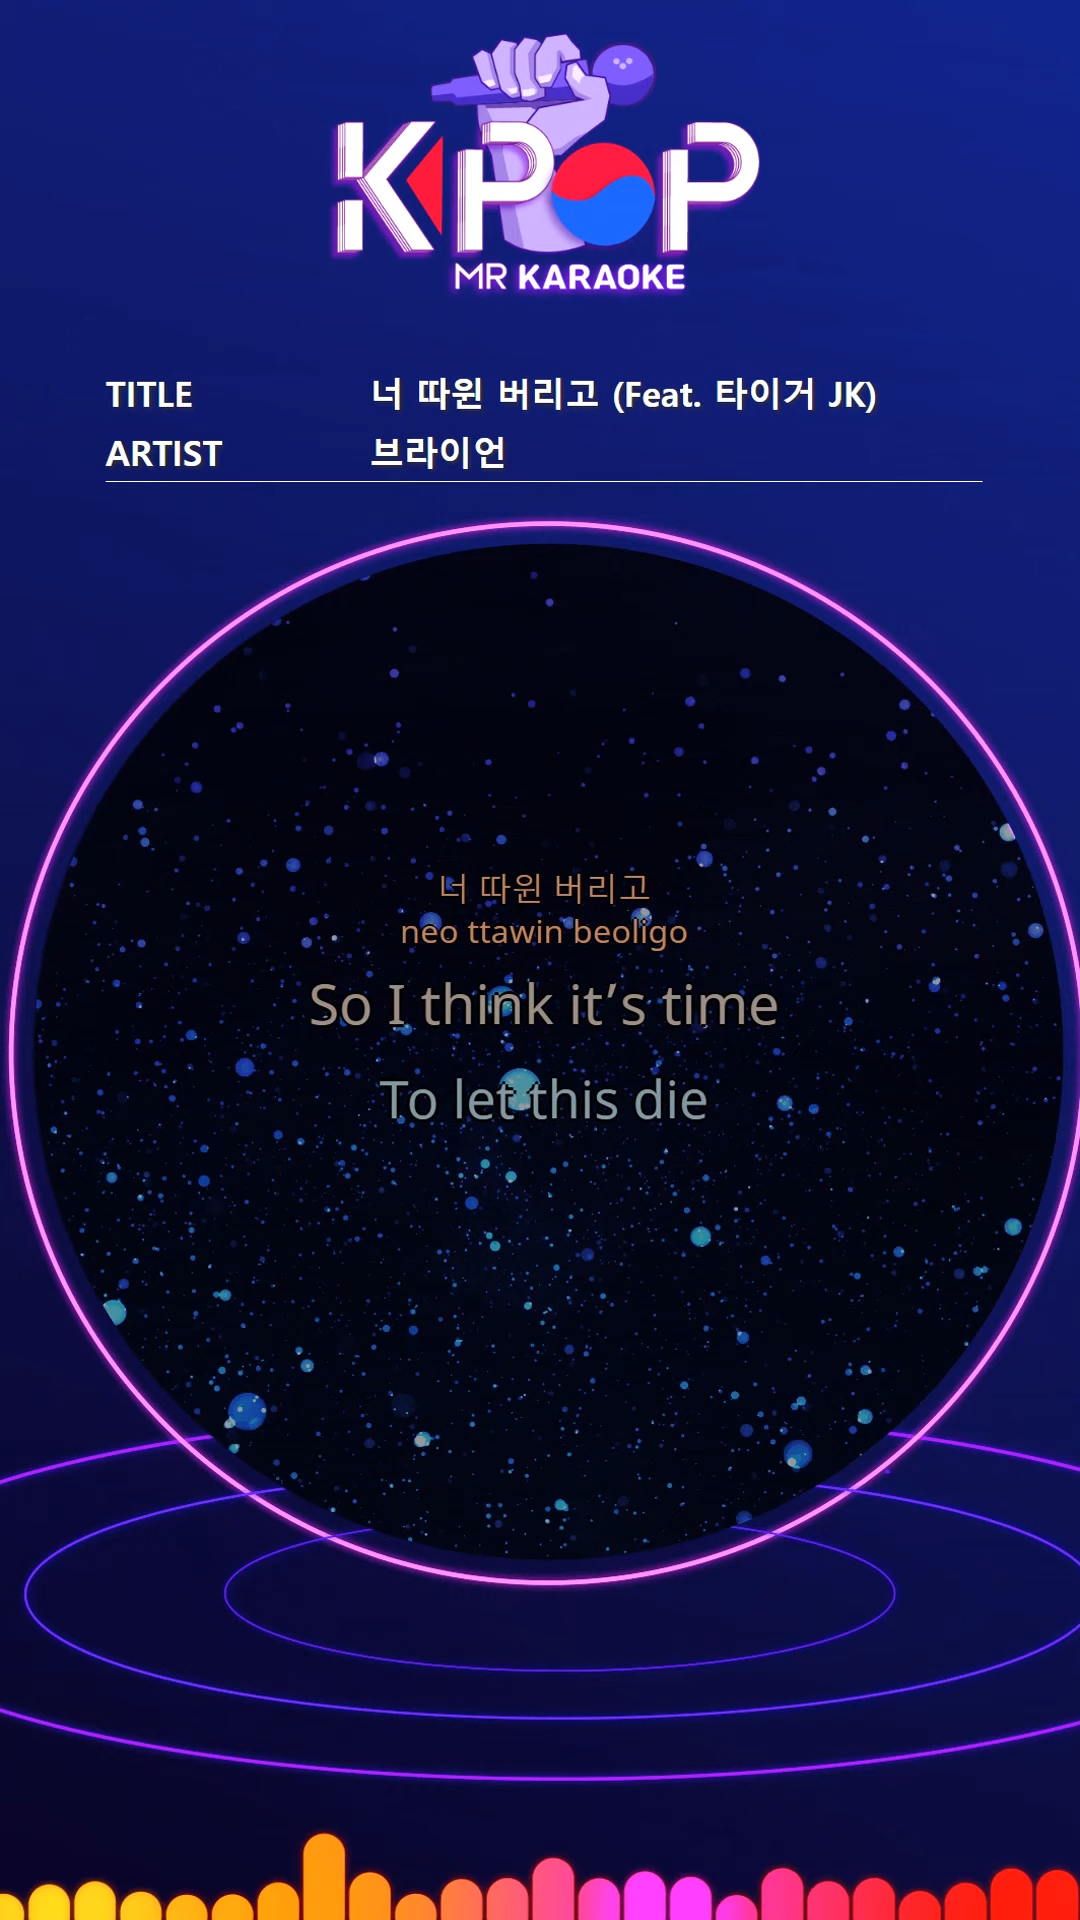 KPOP
MR KARAOKE
TITLE 너 따윈 버리고 (Feat. 타이거 JK)
ARTIST 브라이언
너 따윈 버리고
neo ttawin beoligo
So I think it’s time
To let this die